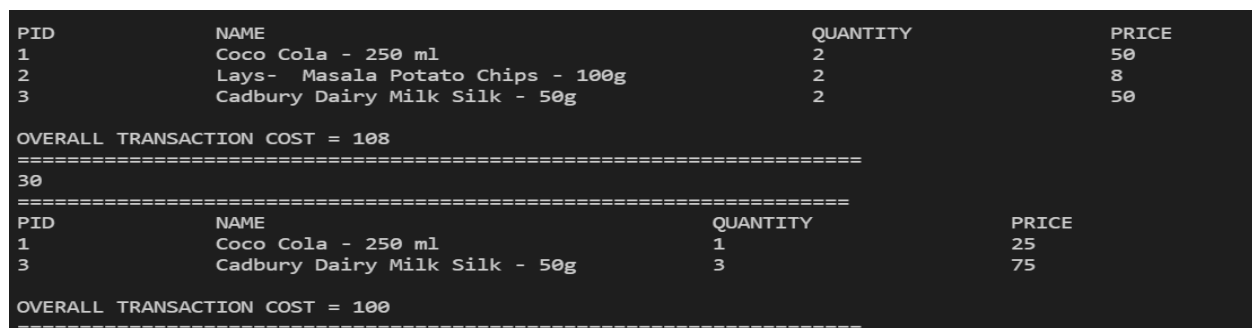 PID NAME QUANTITY PRICE
1 Coco Cola - 250 ml 2 50
2 Lays-  Masala Potato Chips - 100g 2 8
3 Cadbury Dairy Milk Silk - 50g 2 50
OVERALL TRANSACTION COST = 108
====================================================================
30
===================================================================
PID NAME QUANTITY PRICE
1 Coco Cola - 250 ml 1 25
3 Cadbury Dairy Milk Silk - 50g 3 75
OVERALL TRANSACTION COST = 100
====================================================================